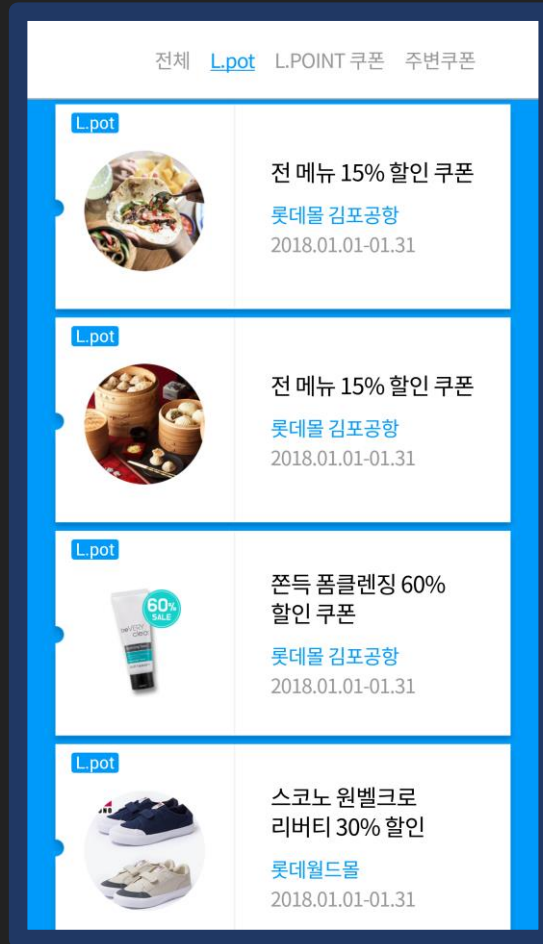 전체 L.pot L.POINT 쿠폰 주변쿠폰
L.pot
전 메뉴 15% 할인 쿠폰
롯데몰 김포공항
2018.01.01-01.31
L.pot
전 메뉴 15% 할인 쿠폰
롯데몰 김포공항
2018.01.01-01.31
L.pot
60%
SALE
쫀득 폼클렌징 60%
할인 쿠폰
롯데몰 김포공항
2018.01.01-01.31
L.pot
스코노 원벨크로
리버티 30% 할인
롯데월드몰
2018.01.01-01.31